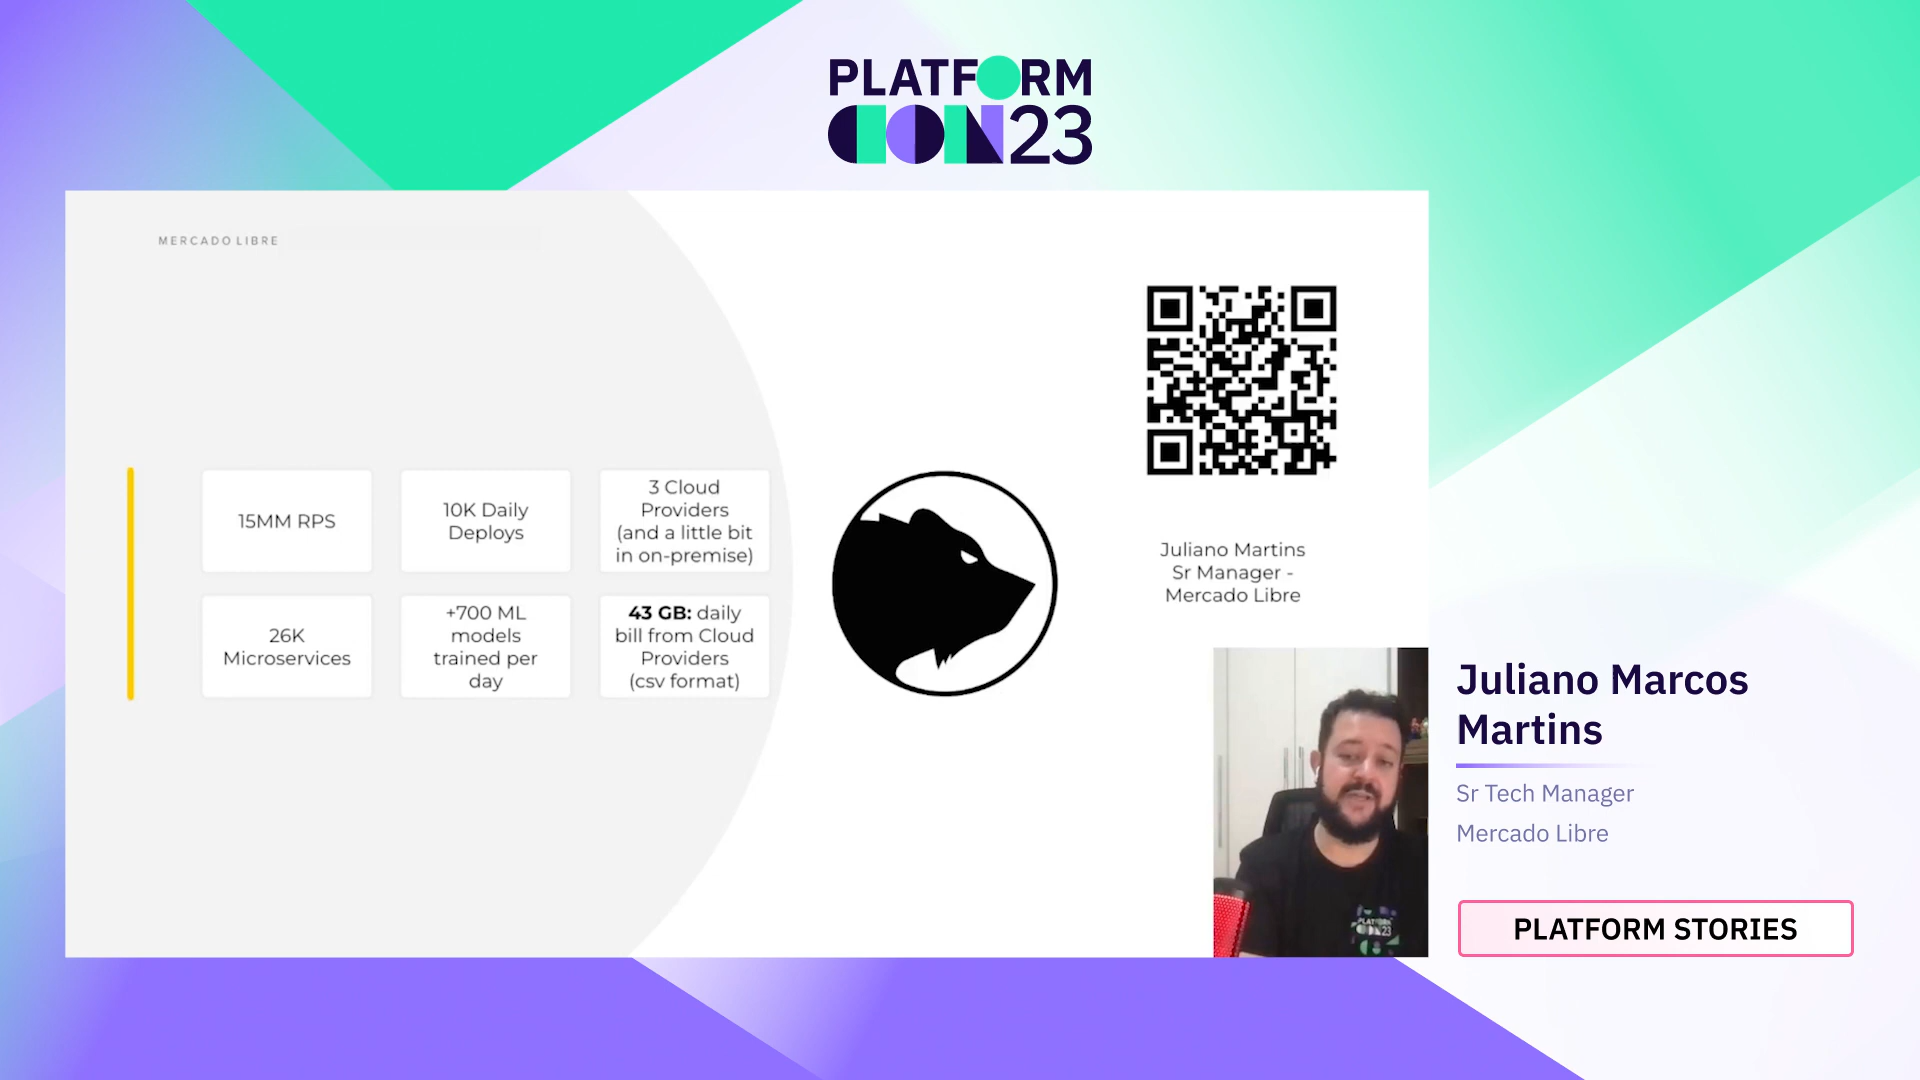 PLATFORM
CON23
MERCADO LIBRE
15MM RPS
10K Daily
Deploys
3 Cloud
Providers
(and a little bit
in on-premise)
26K
Microservices
+700 ML
models
trained per
day
43 GB: daily
bill from Cloud
Providers
(csv format)
Juliano Martins
Sr Manager -
Mercado Libre
PLATFORM
CON23
Juliano Marcos
Martins
Sr Tech Manager
Mercado Libre
PLATFORM STORIES